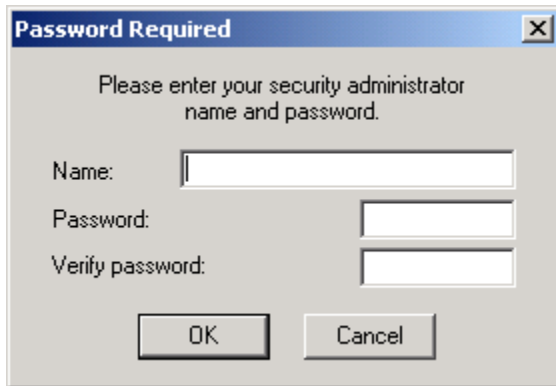 Password Required
Please enter your security administrator
name and password.
Name:
Password:
Verify password:
OK Cancel